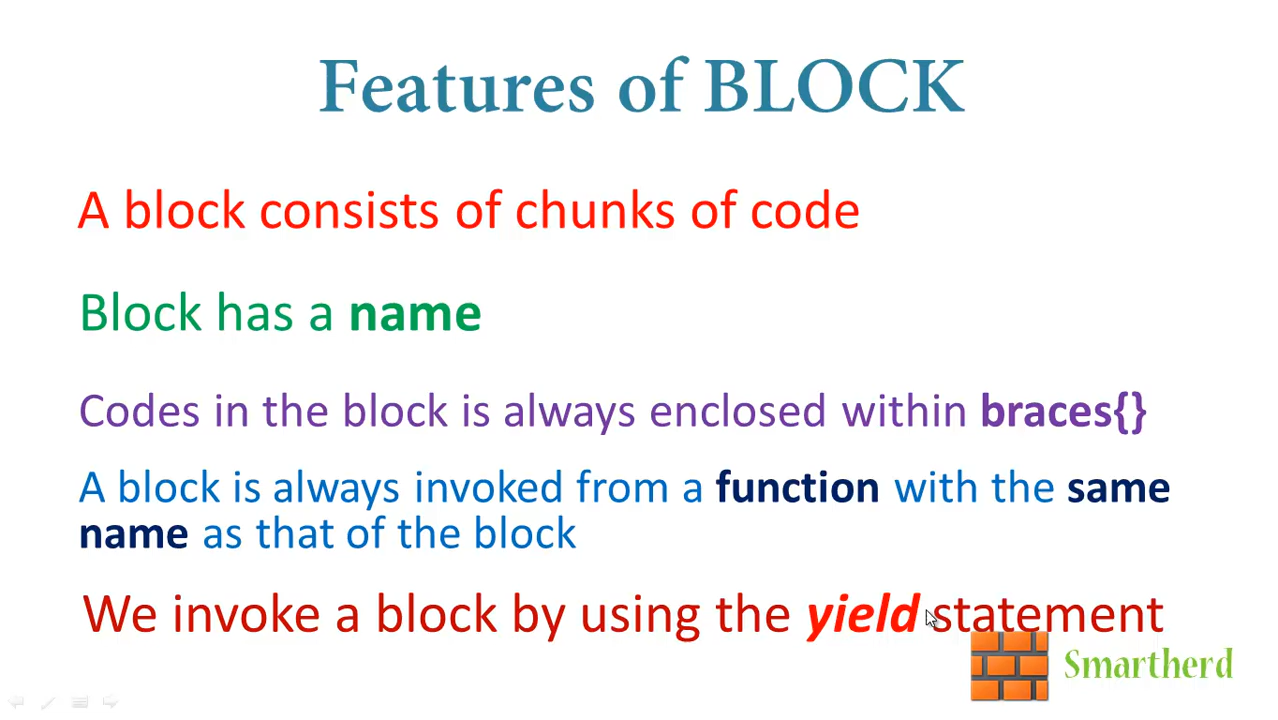 Features of BLOCK
A block consists of chunks of code
Block has a name
Codes in the block is always enclosed within braces{}
A block is always invoked from a function with the same
name as that of the block
We invoke a block by using the yield statement
Smartherd